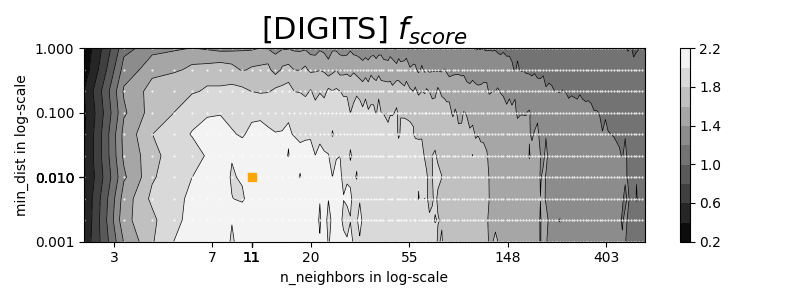 [DIGITS] f_score
1.000
0.100
0.010
0.001
min_dist in log-scale
3 7 11 20 55 148 403
n_neighbors in log-scale
2.2
1.8
1.4
1.0
0.6
0.2